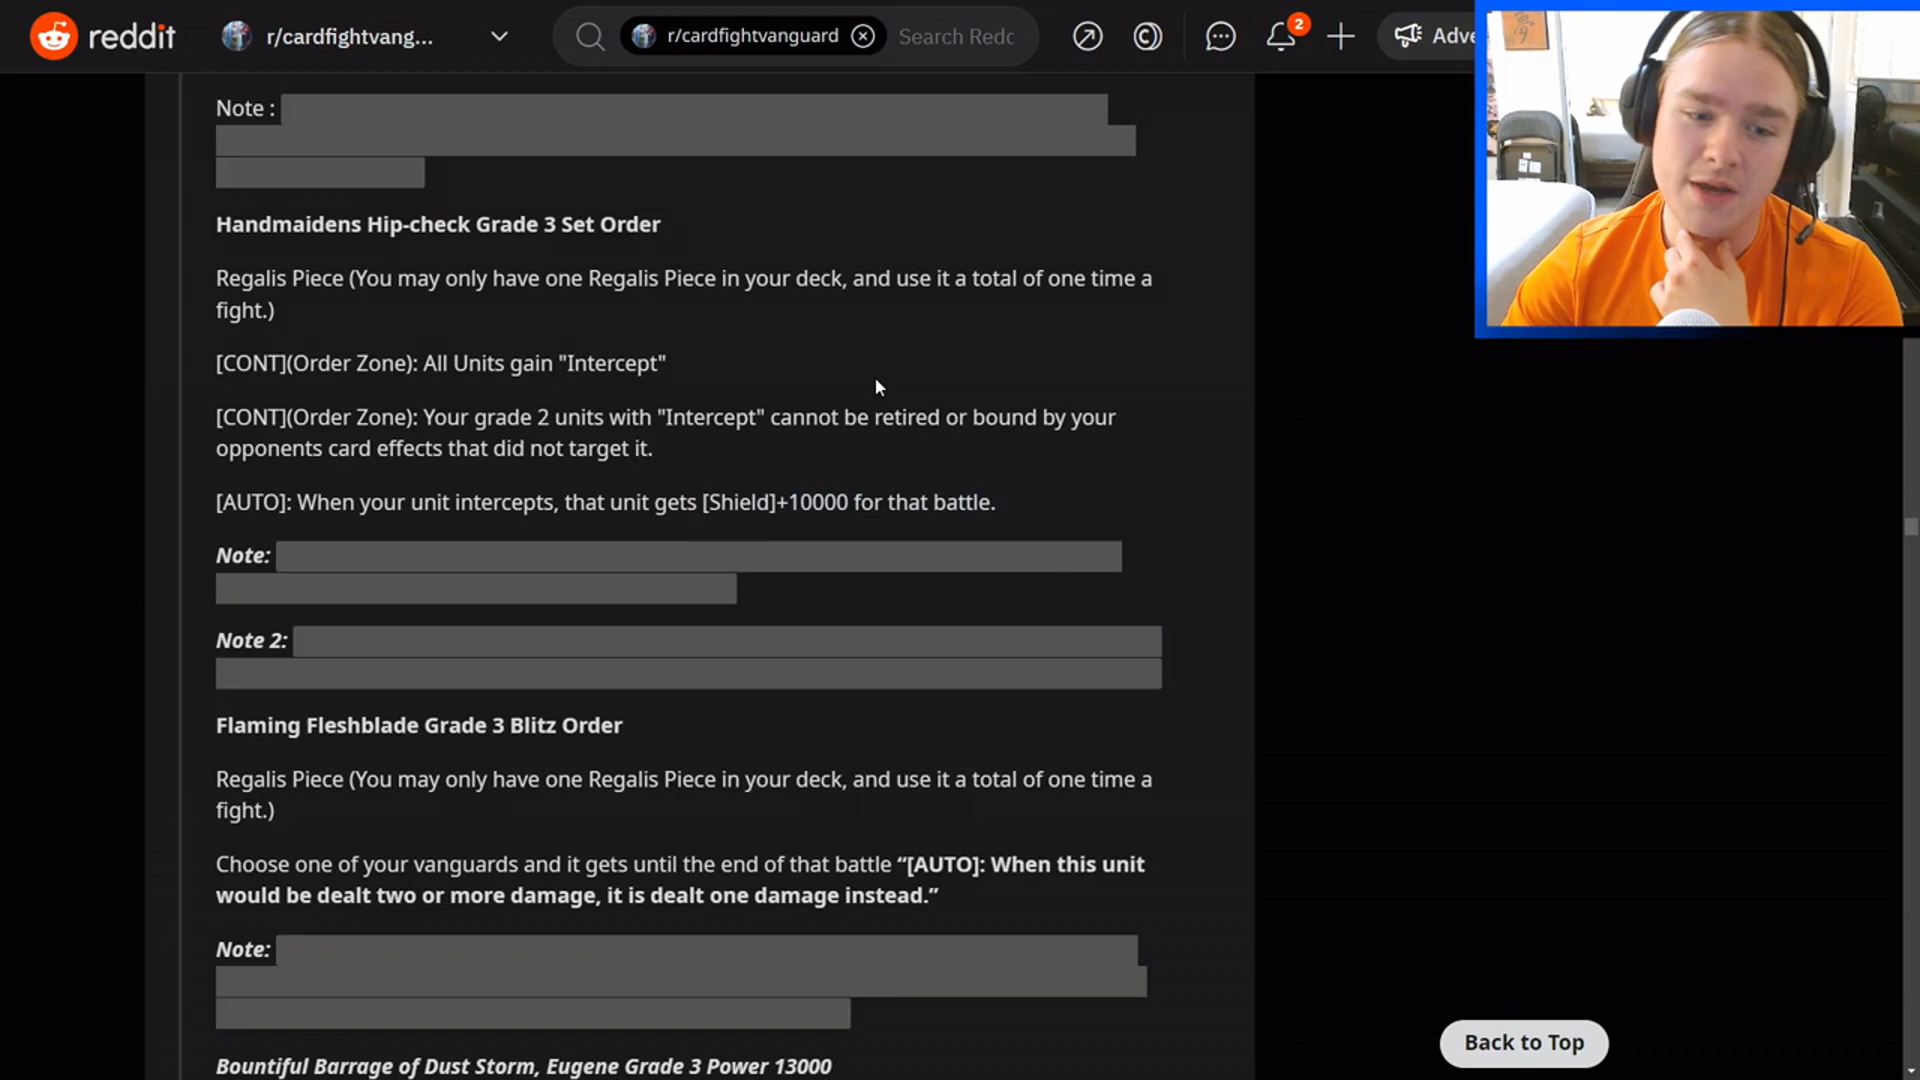 reddit
r/cardfightvang...
r/cardfightvanguard
Search Redc
2
Adve
Note :
Handmaidens Hip-check Grade 3 Set Order
Regalis Piece (You may only have one Regalis Piece in your deck, and use it a total of one time a
fight.)
[CONT](Order Zone): All Units gain "Intercept"
[CONT](Order Zone): Your grade 2 units with "Intercept" cannot be retired or bound by your
opponents card effects that did not target it.
[AUTO]: When your unit intercepts, that unit gets [Shield]+10000 for that battle.
Note:
Note 2:
Flaming Fleshblade Grade 3 Blitz Order
Regalis Piece (You may only have one Regalis Piece in your deck, and use it a total of one time a
fight.)
Choose one of your vanguards and it gets until the end of that battle “[AUTO]: When this unit
would be dealt two or more damage, it is dealt one damage instead.”
Note:
Bountiful Barrage of Dust Storm, Eugene Grade 3 Power 13000
Back to Top